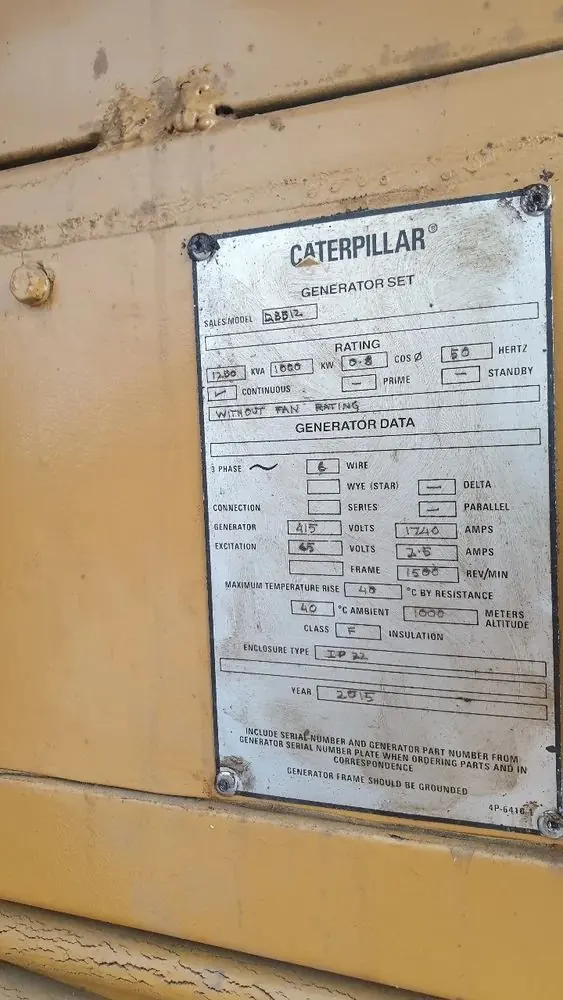 CATERPILLAR®
GENERATOR SET
SALES MODEL
RATING
1250 KVA 1000 KW 0.8 COS Ø 50 HERTZ
✓ CONTINUOUS — PRIME — STANDBY
WITHOUT FAN RATING
GENERATOR DATA
3 PHASE ~ 6 WIRE
WYE (STAR) — DELTA
CONNECTION SERIES — PARALLEL
GENERATOR 415 VOLTS 1740 AMPS
EXCITATION 65 VOLTS 2.5 AMPS
FRAME 1500 REV/MIN
MAXIMUM TEMPERATURE RISE 40 °C BY RESISTANCE
40 °C AMBIENT 1000 METERS ALTITUDE
CLASS F INSULATION
ENCLOSURE TYPE IP 22
YEAR 2015
INCLUDE SERIAL NUMBER AND GENERATOR PART NUMBER FROM
GENERATOR SERIAL NUMBER PLATE WHEN ORDERING PARTS AND IN
CORRESPONDENCE
GENERATOR FRAME SHOULD BE GROUNDED
4P-6416 1